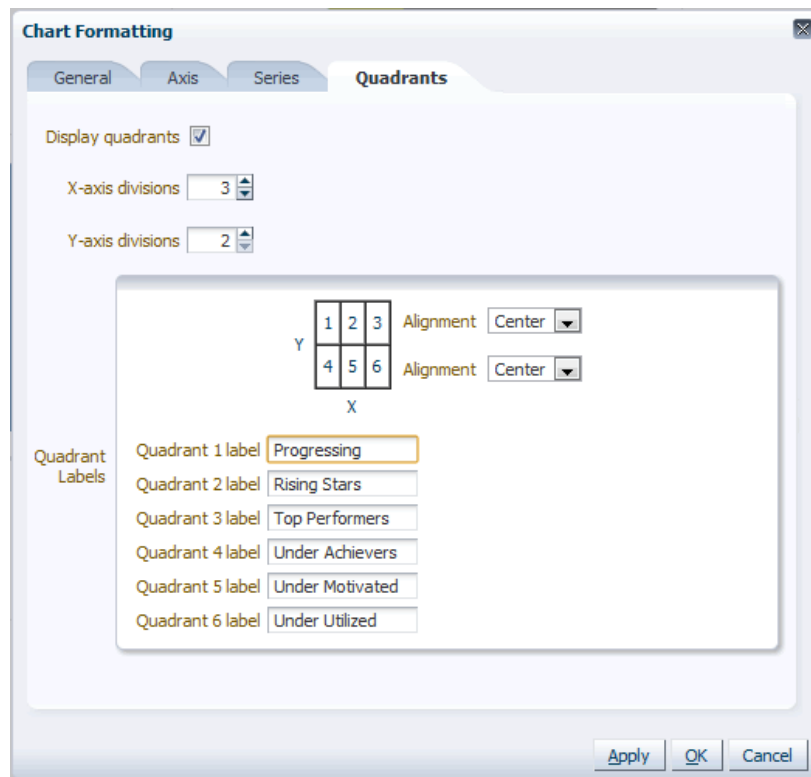 Chart Formatting
General Axis Series Quadrants
Display quadrants
X-axis divisions 3
Y-axis divisions 2
1 2 3 Alignment Center
Y
4 5 6 Alignment Center
X
Quadrant Labels
Quadrant 1 label Progressing
Quadrant 2 label Rising Stars
Quadrant 3 label Top Performers
Quadrant 4 label Under Achievers
Quadrant 5 label Under Motivated
Quadrant 6 label Under Utilized
Apply OK Cancel